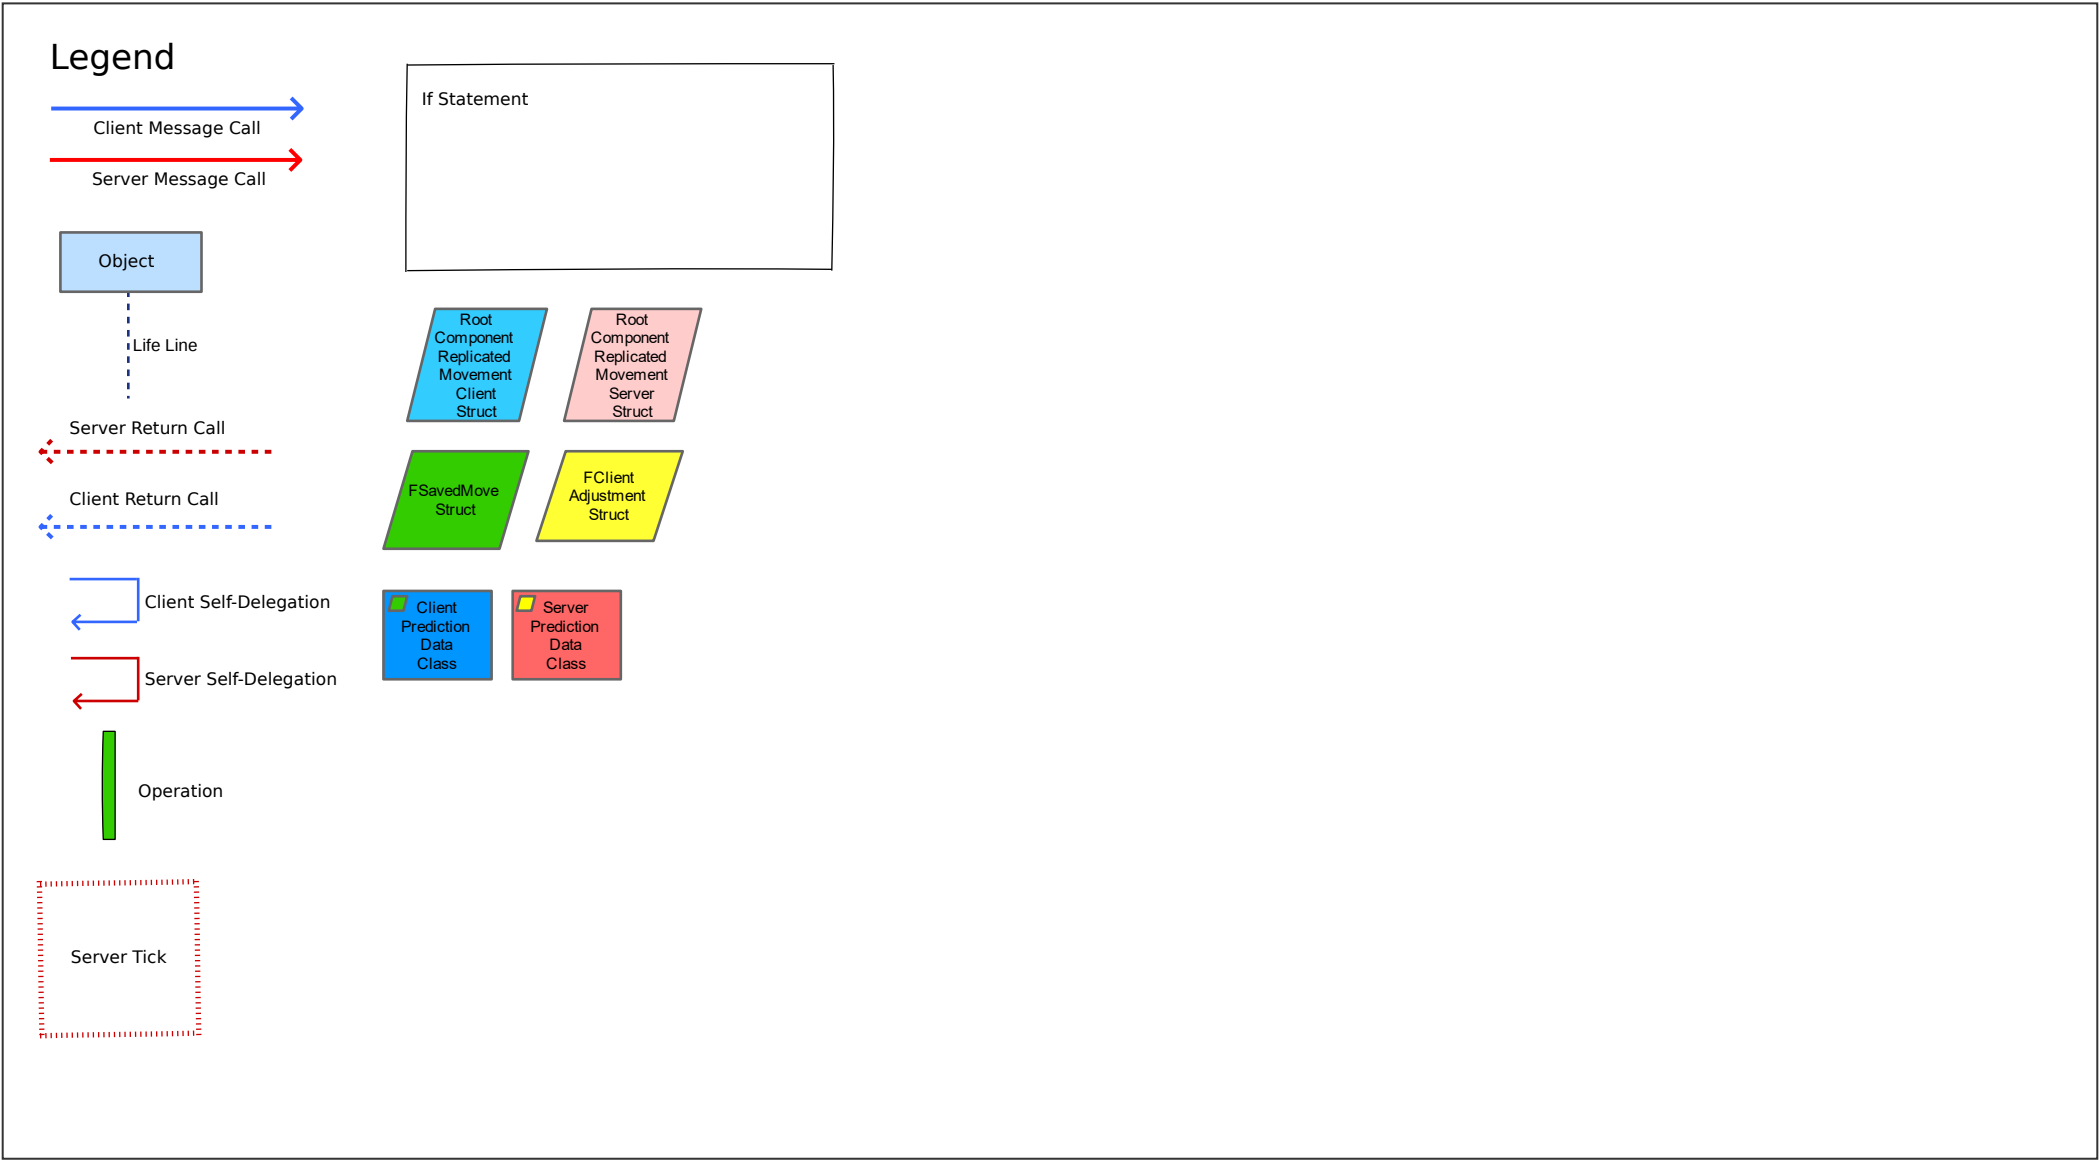 Legend
Client Message Call
Server Message Call
Object
Life Line
Server Return Call
Client Return Call
Client Self-Delegation
Server Self-Delegation
Operation
Server Tick
If Statement
Root
Component
Replicated
Movement
Client
Struct
Root
Component
Replicated
Movement
Server
Struct
FSavedMove
Struct
FClient
Adjustment
Struct
Client
Prediction
Data
Class
Server
Prediction
Data
Class